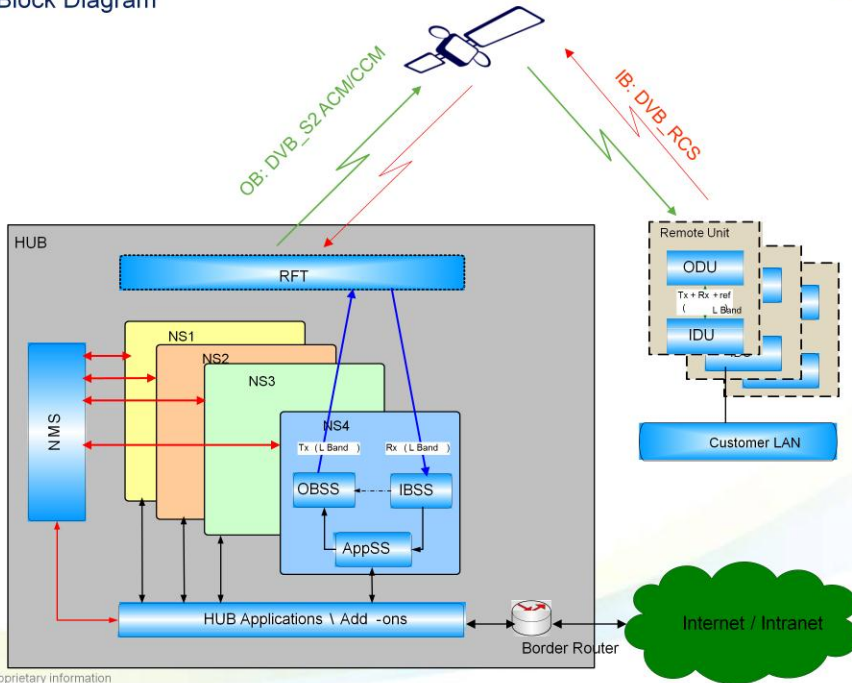 Block Diagram
OB: DVB_S2 ACM/CCM
IB: DVB_RCS
HUB
RFT
NS1
NS2
NS3
NS4
NMS
Tx (L Band )
Rx (L Band )
OBSS
IBSS
AppSS
HUB Applications \ Add -ons
Border Router
Internet / Intranet
Remote Unit
ODU
Tx + Rx + ref
( L Band )
IDU
Customer LAN
oprietary information